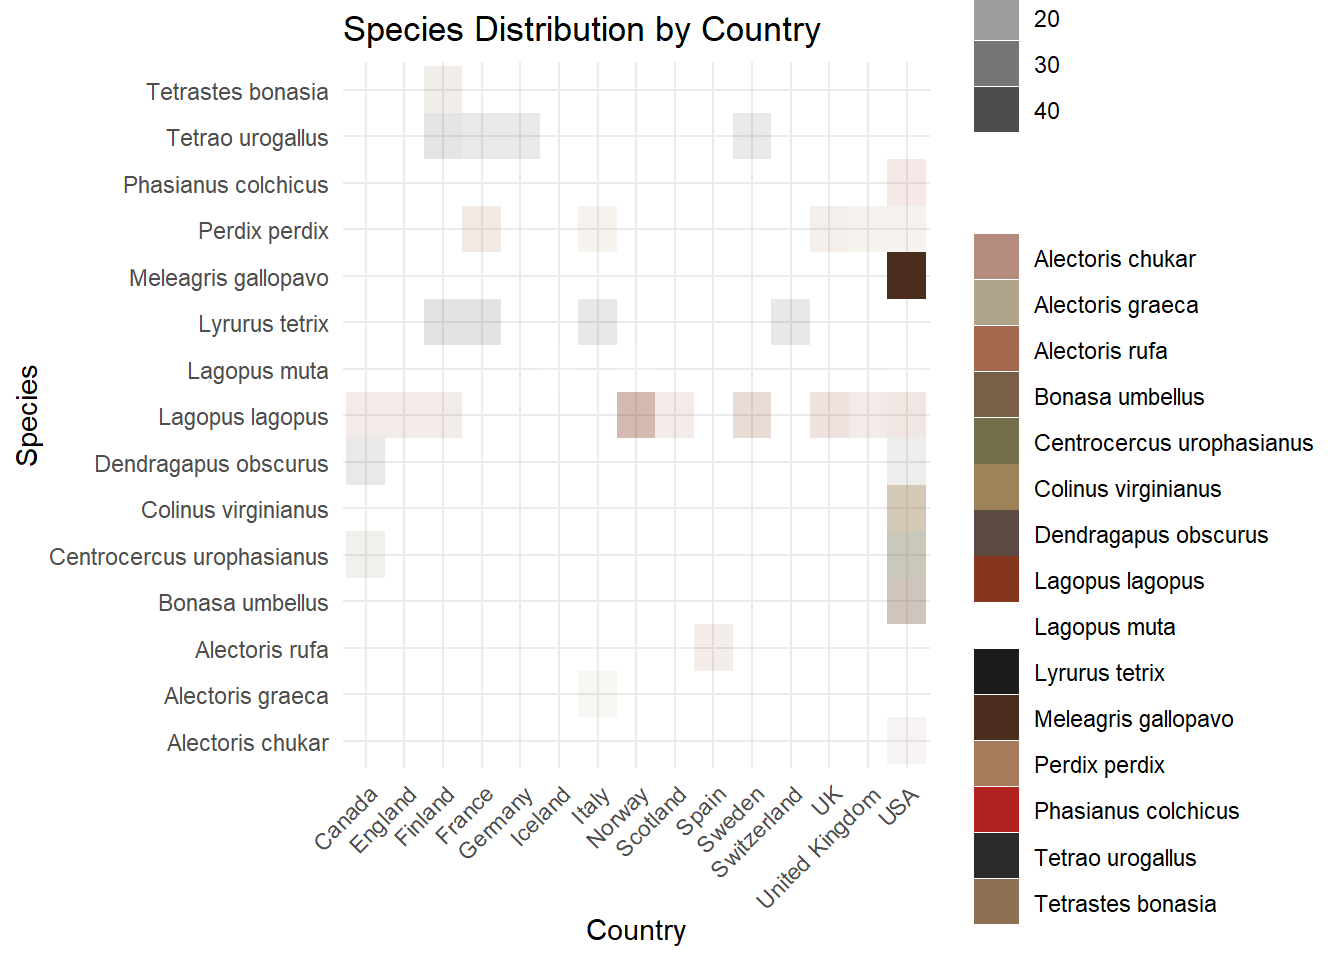 Species Distribution by Country
20
30
40
Tetrastes bonasia
Tetrao urogallus
Phasianus colchicus
Perdix perdix
Meleagris gallopavo
Lyrurus tetrix
Lagopus muta
Lagopus lagopus
Dendragapus obscurus
Colinus virginianus
Centrocercus urophasianus
Bonasa umbellus
Alectoris rufa
Alectoris graeca
Alectoris chukar
Species
Canada
England
Finland
France
Germany
Iceland
Italy
Norway
Scotland
Spain
Sweden
Switzerland
UK
United Kingdom
USA
Country
Alectoris chukar
Alectoris graeca
Alectoris rufa
Bonasa umbellus
Centrocercus urophasianus
Colinus virginianus
Dendragapus obscurus
Lagopus lagopus
Lagopus muta
Lyrurus tetrix
Meleagris gallopavo
Perdix perdix
Phasianus colchicus
Tetrao urogallus
Tetrastes bonasia